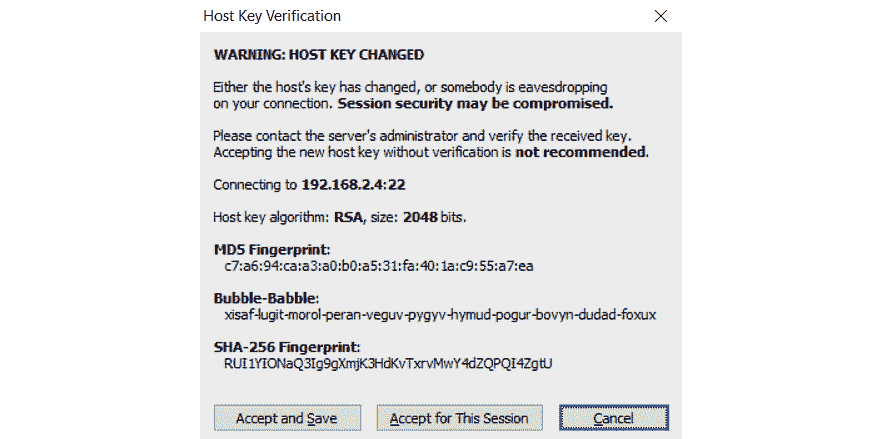 Host Key Verification
WARNING: HOST KEY CHANGED
Either the host's key has changed, or somebody is eavesdropping
on your connection. Session security may be compromised.
Please contact the server's administrator and verify the received key.
Accepting the new host key without verification is not recommended.
Connecting to 192.168.2.4:22
Host key algorithm: RSA, size: 2048 bits.
MD5 Fingerprint:
c7:a6:94:ca:a3:a0:b0:a5:31:fa:40:1a:c9:55:a7:ea
Bubble-Babble:
xisaf-lugit-morol-peran-veguv-pygyv-hymud-pogur-bovyn-dudad-foxux
SHA-256 Fingerprint:
RUI1YIONaQ3Ig9gXmjK3HdKvTxrvMwY4dZQPQI4ZgtU
Accept and Save
Accept for This Session
Cancel